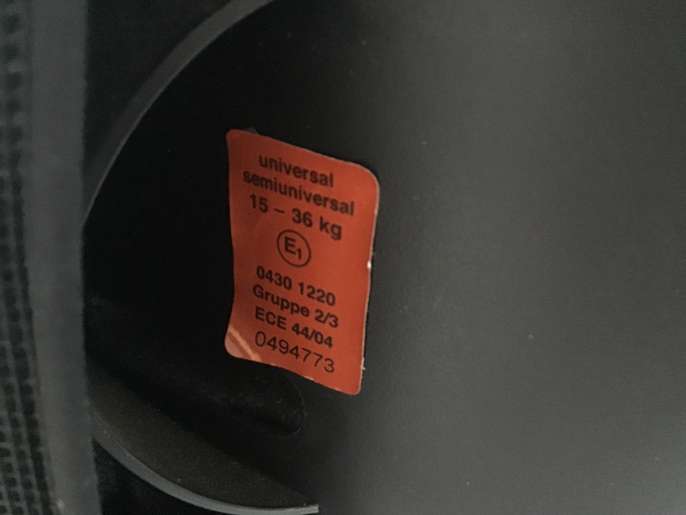 universal
semiuniversal
15 – 36 kg
E1
0430 1220
Gruppe 2/3
ECE 44/04
0494773